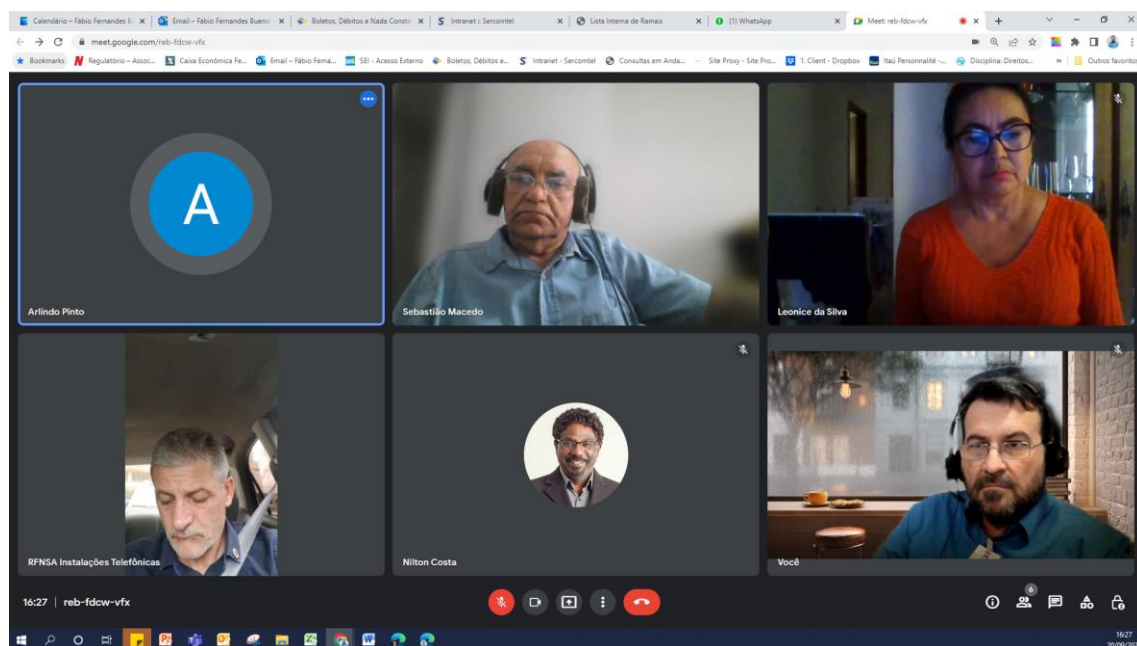 Calendário – Fábio Fernandes
Email – Fábio Fernandes Bueno
Boletos, Débitos e Nada Consta
Intranet :: Sercomtel
Lista Interna de Ramais
(1) WhatsApp
Meet: reb-fdcw-vfx
meet.google.com/reb-fdcw-vfx
Bookmarks
Regulatório – Assoc...
Caixa Econômica Fe...
Email – Fábio Ferna...
SEI - Acesso Externo
Boletos, Débitos e...
Intranet - Sercomtel
Consultas em Anda...
Site Proxy - Site Pro...
1. Client - Dropbox
Itaú Personnalité -...
Disciplina: Direitos...
»
Outros favoritos
A
Arlindo Pinto
Sebastião Macedo
Leonice da Silva
RFNSA Instalações Telefônicas
Nilton Costa
Você
16:27 | reb-fdcw-vfx
6
16:27